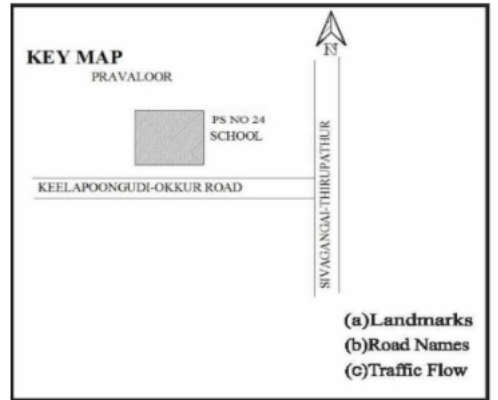 N
KEY MAP
PRAVALOOR
PS NO 24
SCHOOL
KEELAPOONGUDI-OKKUR ROAD
SIVAGANGAI-THIRUPATHUR
(a)Landmarks
(b)Road Names
(c)Traffic Flow